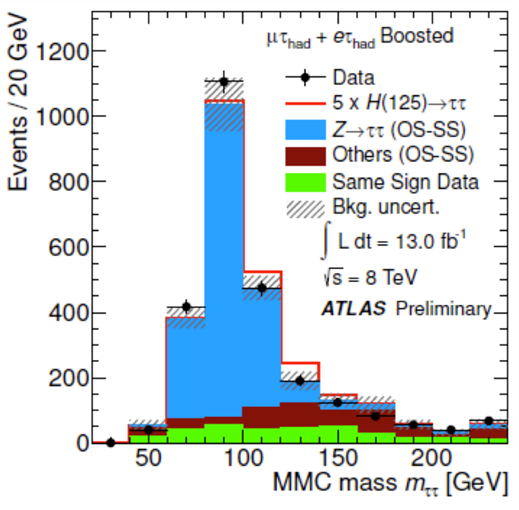 μτhad + eτhad Boosted
Data
5 x H(125)→ττ
Z→ττ (OS-SS)
Others (OS-SS)
Same Sign Data
Bkg. uncert.
∫ L dt = 13.0 fb⁻¹
√s = 8 TeV
ATLAS Preliminary
Events / 20 GeV
1200
1000
800
600
400
200
0
50 100 150 200
MMC mass mττ [GeV]